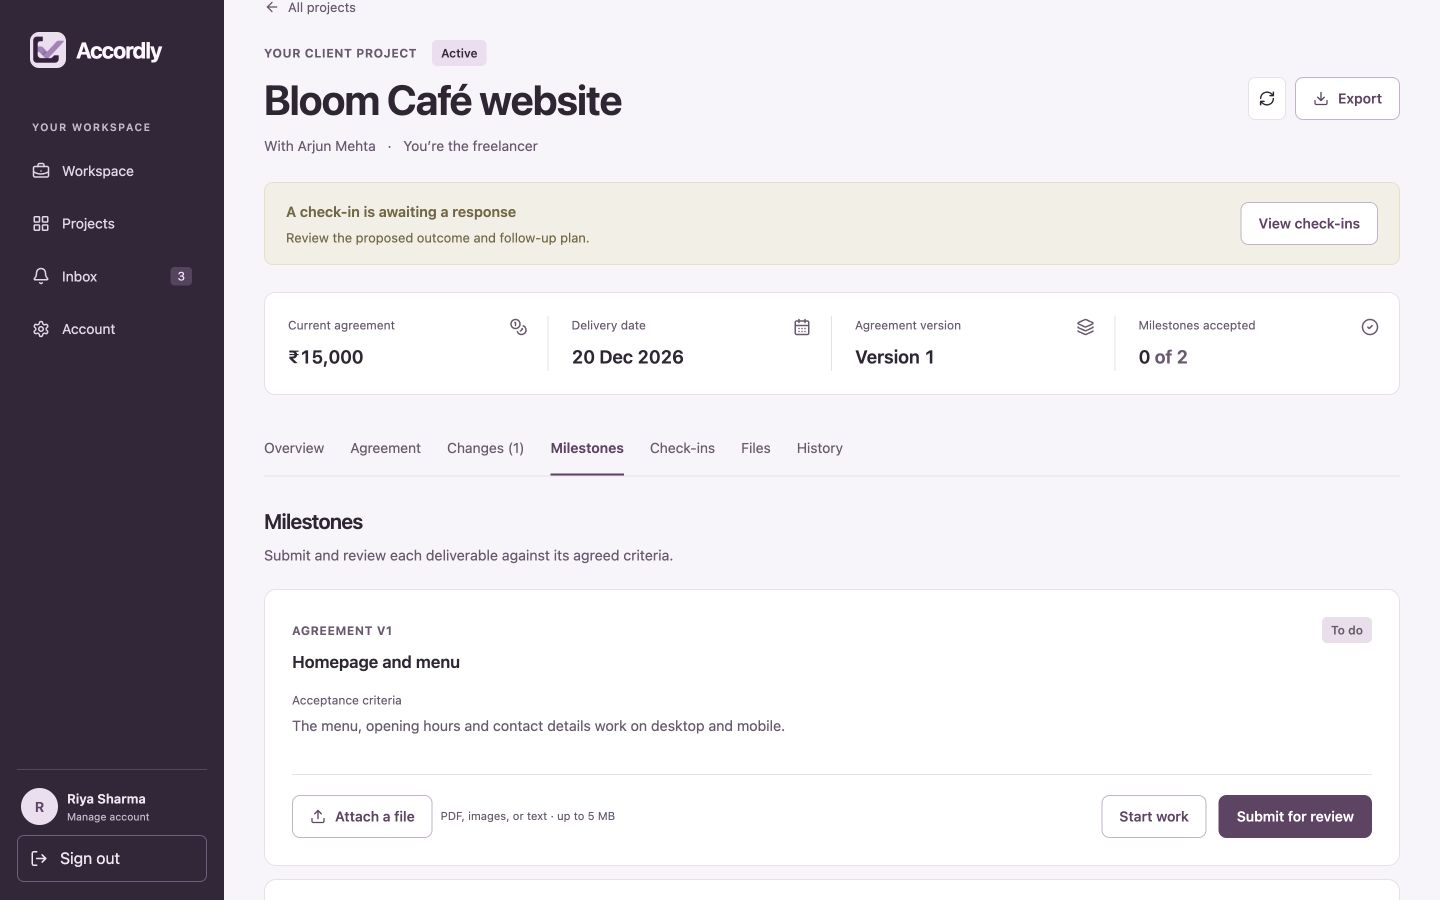 Accordly
YOUR WORKSPACE
Workspace
Projects
Inbox 3
Account
R
Riya Sharma
Manage account
Sign out
All projects
YOUR CLIENT PROJECT Active
Bloom Café website
Export
With Arjun Mehta · You’re the freelancer
A check-in is awaiting a response
Review the proposed outcome and follow-up plan.
View check-ins
Current agreement
₹15,000
Delivery date
20 Dec 2026
Agreement version
Version 1
Milestones accepted
0 of 2
Overview Agreement Changes (1) Milestones Check-ins Files History
Milestones
Submit and review each deliverable against its agreed criteria.
AGREEMENT V1
To do
Homepage and menu
Acceptance criteria
The menu, opening hours and contact details work on desktop and mobile.
Attach a file PDF, images, or text · up to 5 MB Start work Submit for review